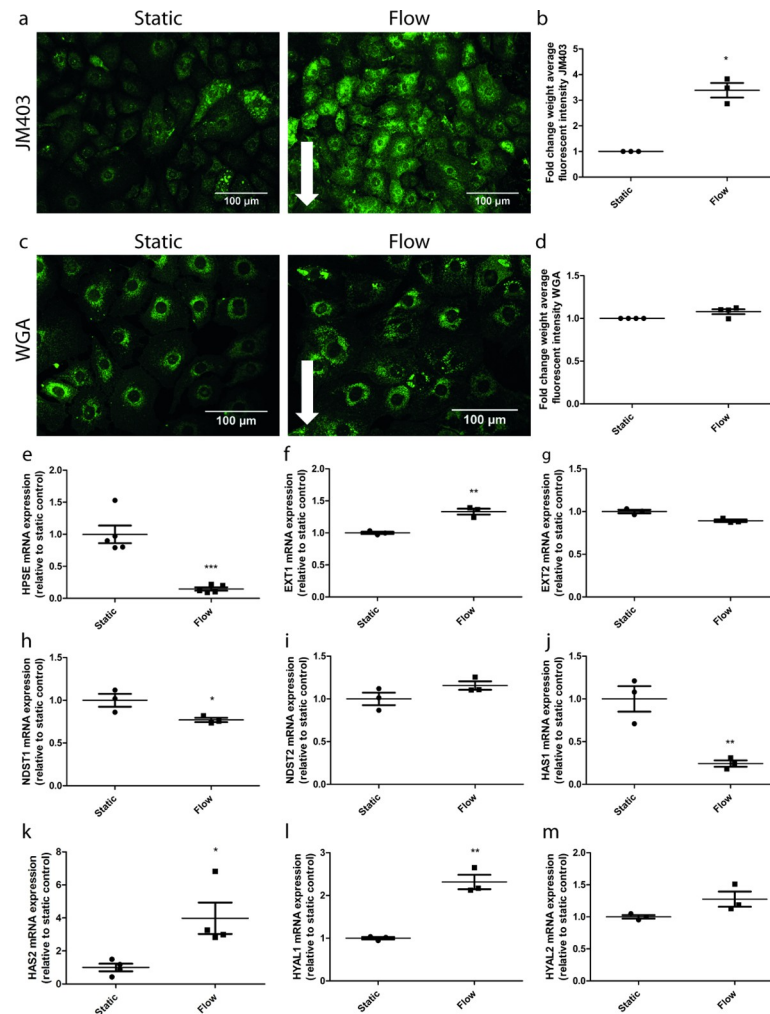 a
Static
Flow
b
JM403
100 µm
100 µm
Fold change weight average
fluorescent intensity JM403
5
4
3
2
1
0
*
Static
Flow
c
Static
Flow
d
WGA
100 µm
100 µm
Fold change weight average
fluorescent intensity WGA
1.5
1.0
0.5
0.0
Static
Flow
e
HPSE mRNA expression
(relative to static control)
2.0
1.5
1.0
0.5
0.0
***
Static
Flow
f
EXT1 mRNA expression
(relative to static control)
2.0
1.5
1.0
0.5
0.0
**
Static
Flow
g
EXT2 mRNA expression
(relative to static control)
1.5
1.0
0.5
0.0
Static
Flow
h
NDST1 mRNA expression
(relative to static control)
1.5
1.0
0.5
0.0
*
Static
Flow
i
NDST2 mRNA expression
(relative to static control)
1.5
1.0
0.5
0.0
Static
Flow
j
HAS1 mRNA expression
(relative to static control)
1.5
1.0
0.5
0.0
**
Static
Flow
k
HAS2 mRNA expression
(relative to static control)
8
6
4
2
0
*
Static
Flow
l
HYAL1 mRNA expression
(relative to static control)
3
2
1
0
**
Static
Flow
m
HYAL2 mRNA expression
(relative to static control)
2.0
1.5
1.0
0.5
0.0
Static
Flow